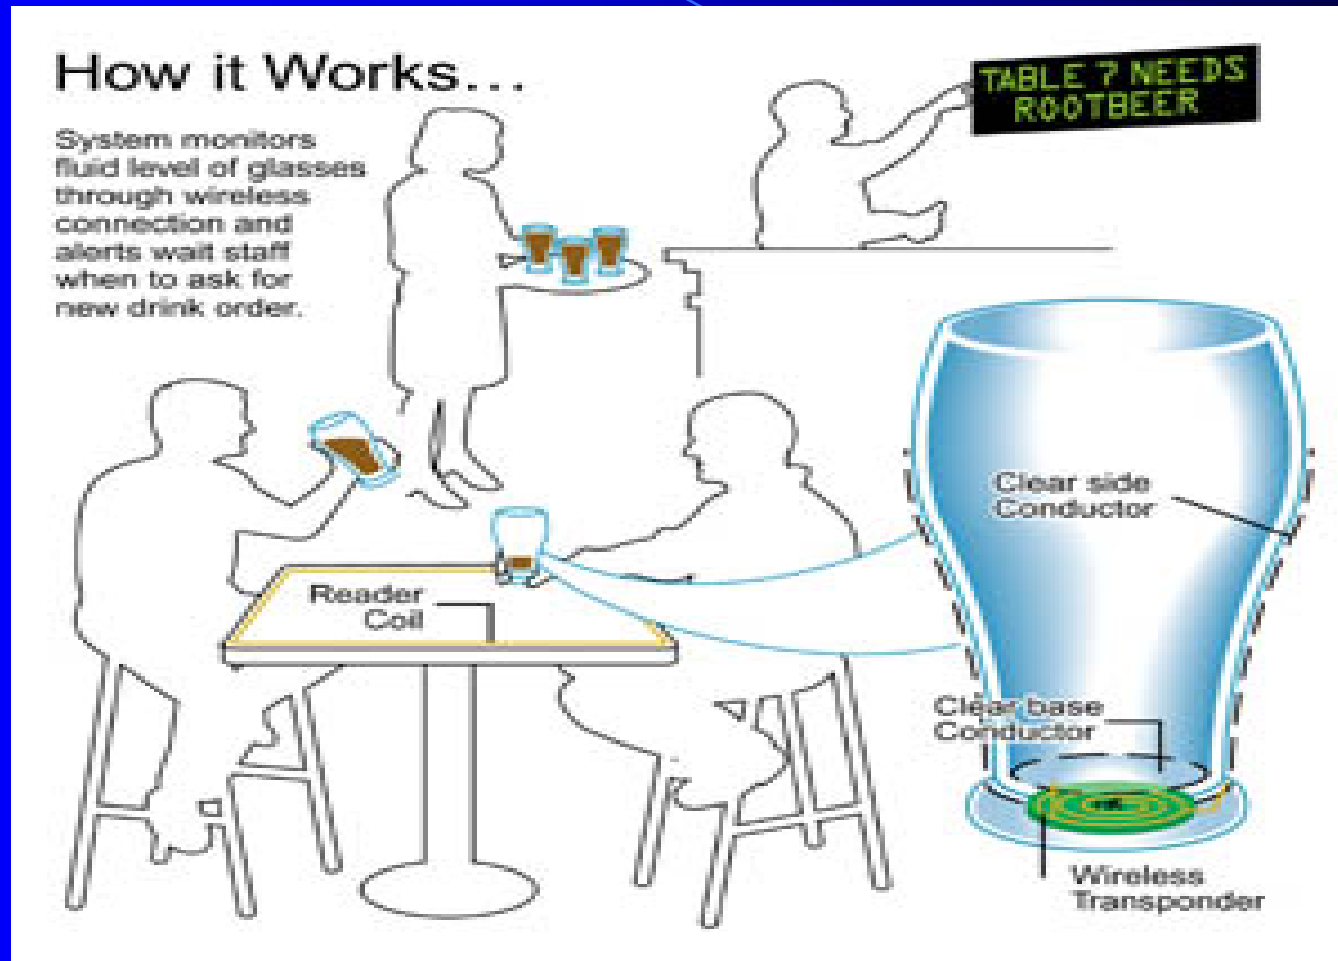 How it Works...
System monitors
fluid level of glasses
through wireless
connection and
alerts wait staff
when to ask for
new drink order.
TABLE 7 NEEDS
ROOTBEER
Clear side
Conductor
Reader
Coil
Clear base
Conductor
Wireless
Transponder